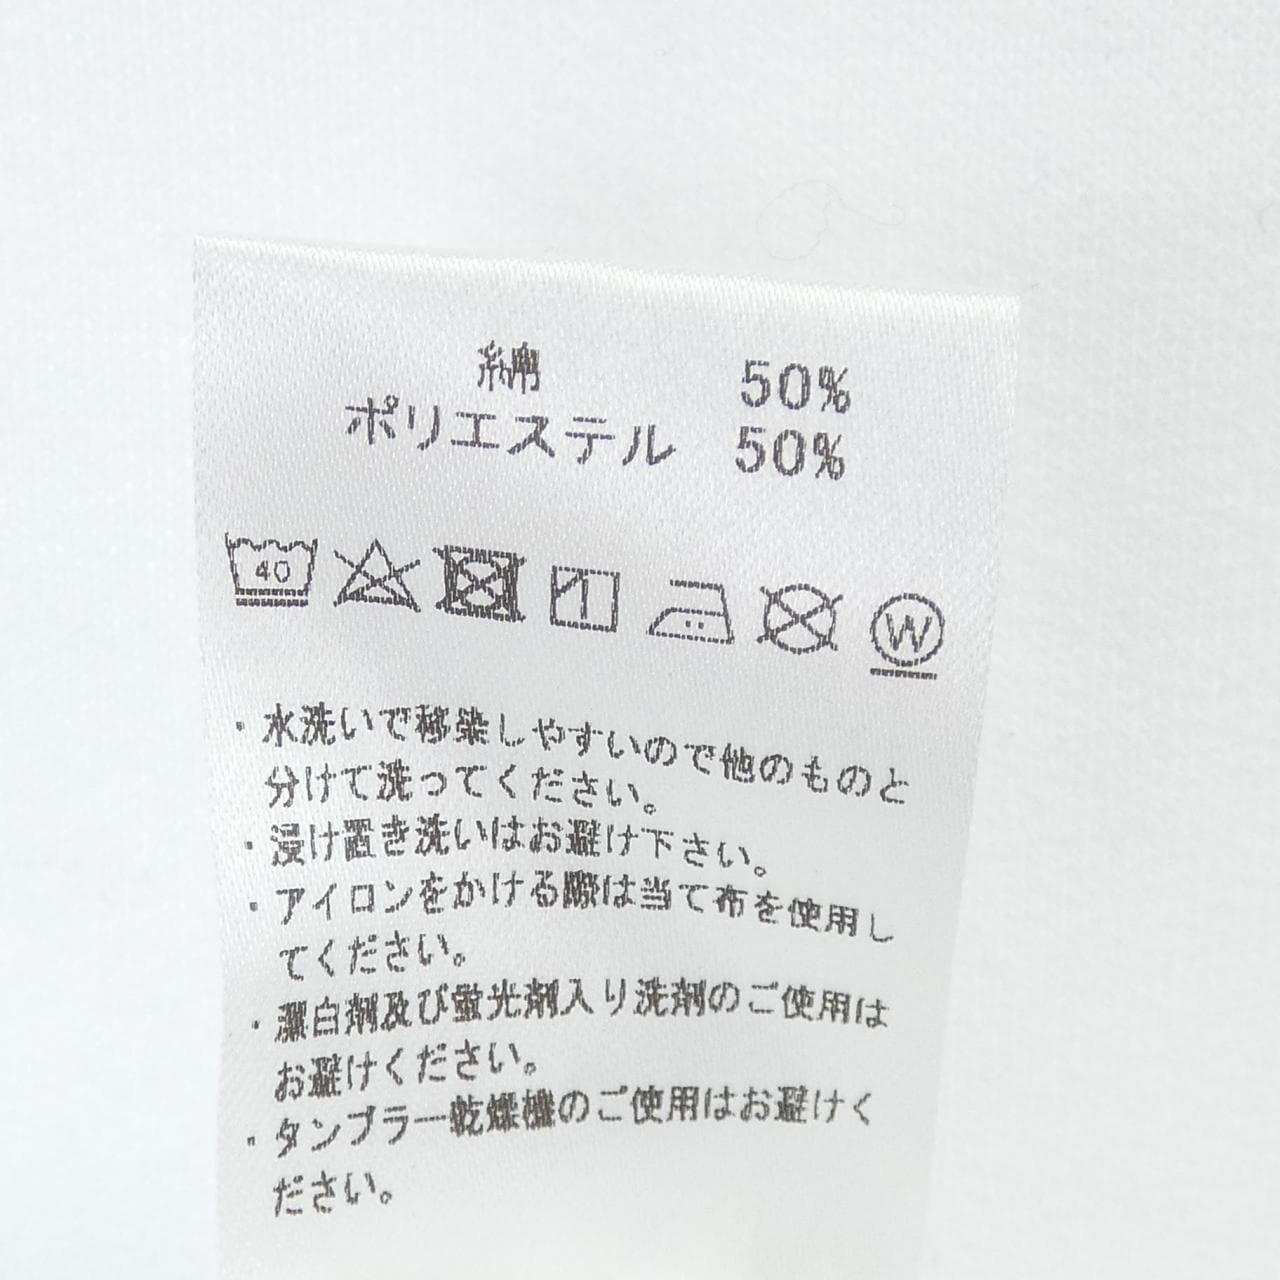 綿 50%
ポリエステル 50%
40 W
・水洗いで移染しやすいので他のものと
分けて洗ってください。
・浸け置き洗いはお避け下さい。
・アイロンをかける際は当て布を使用し
てください。
・漂白剤及び蛍光剤入り洗剤のご使用は
お避けください。
・タンブラー乾燥機のご使用はお避けく
ださい。